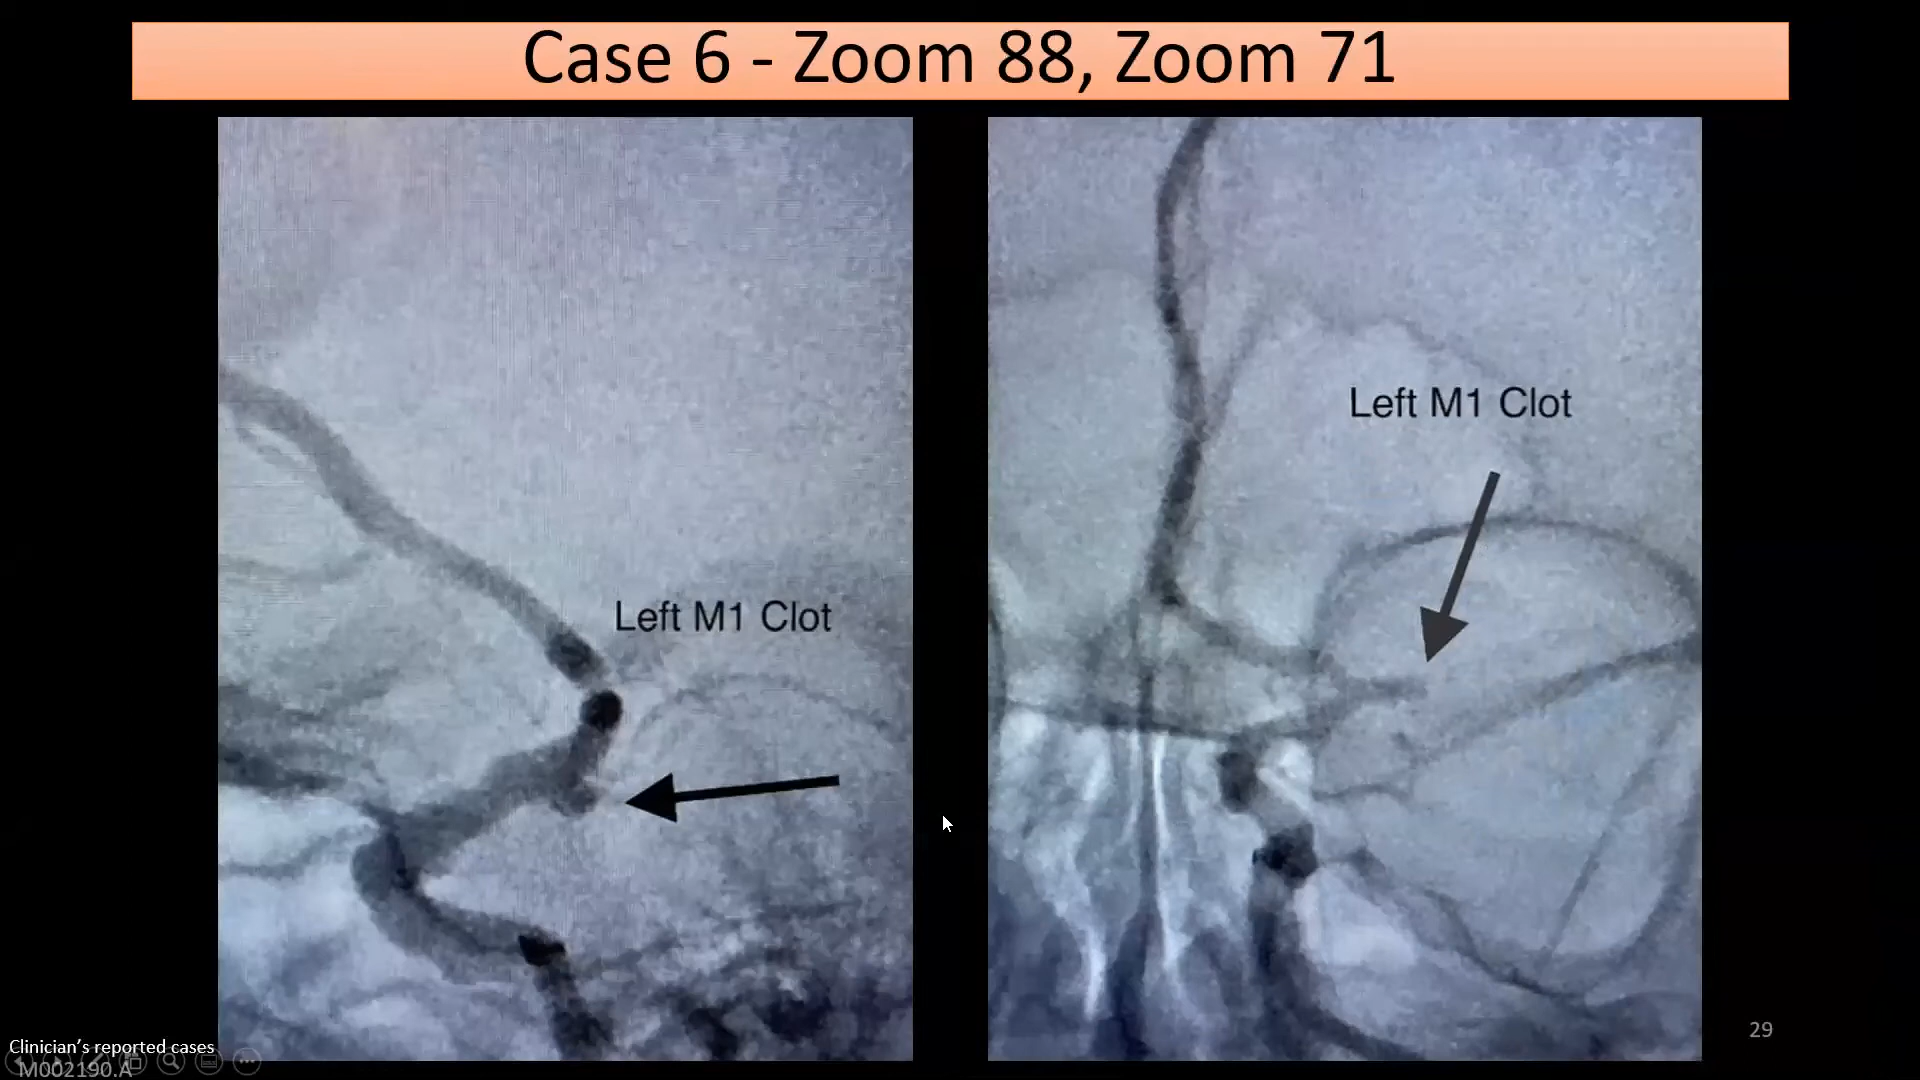 Case 6 - Zoom 88, Zoom 71
Left M1 Clot
Left M1 Clot
29
Clinician’s reported cases
M002190.A